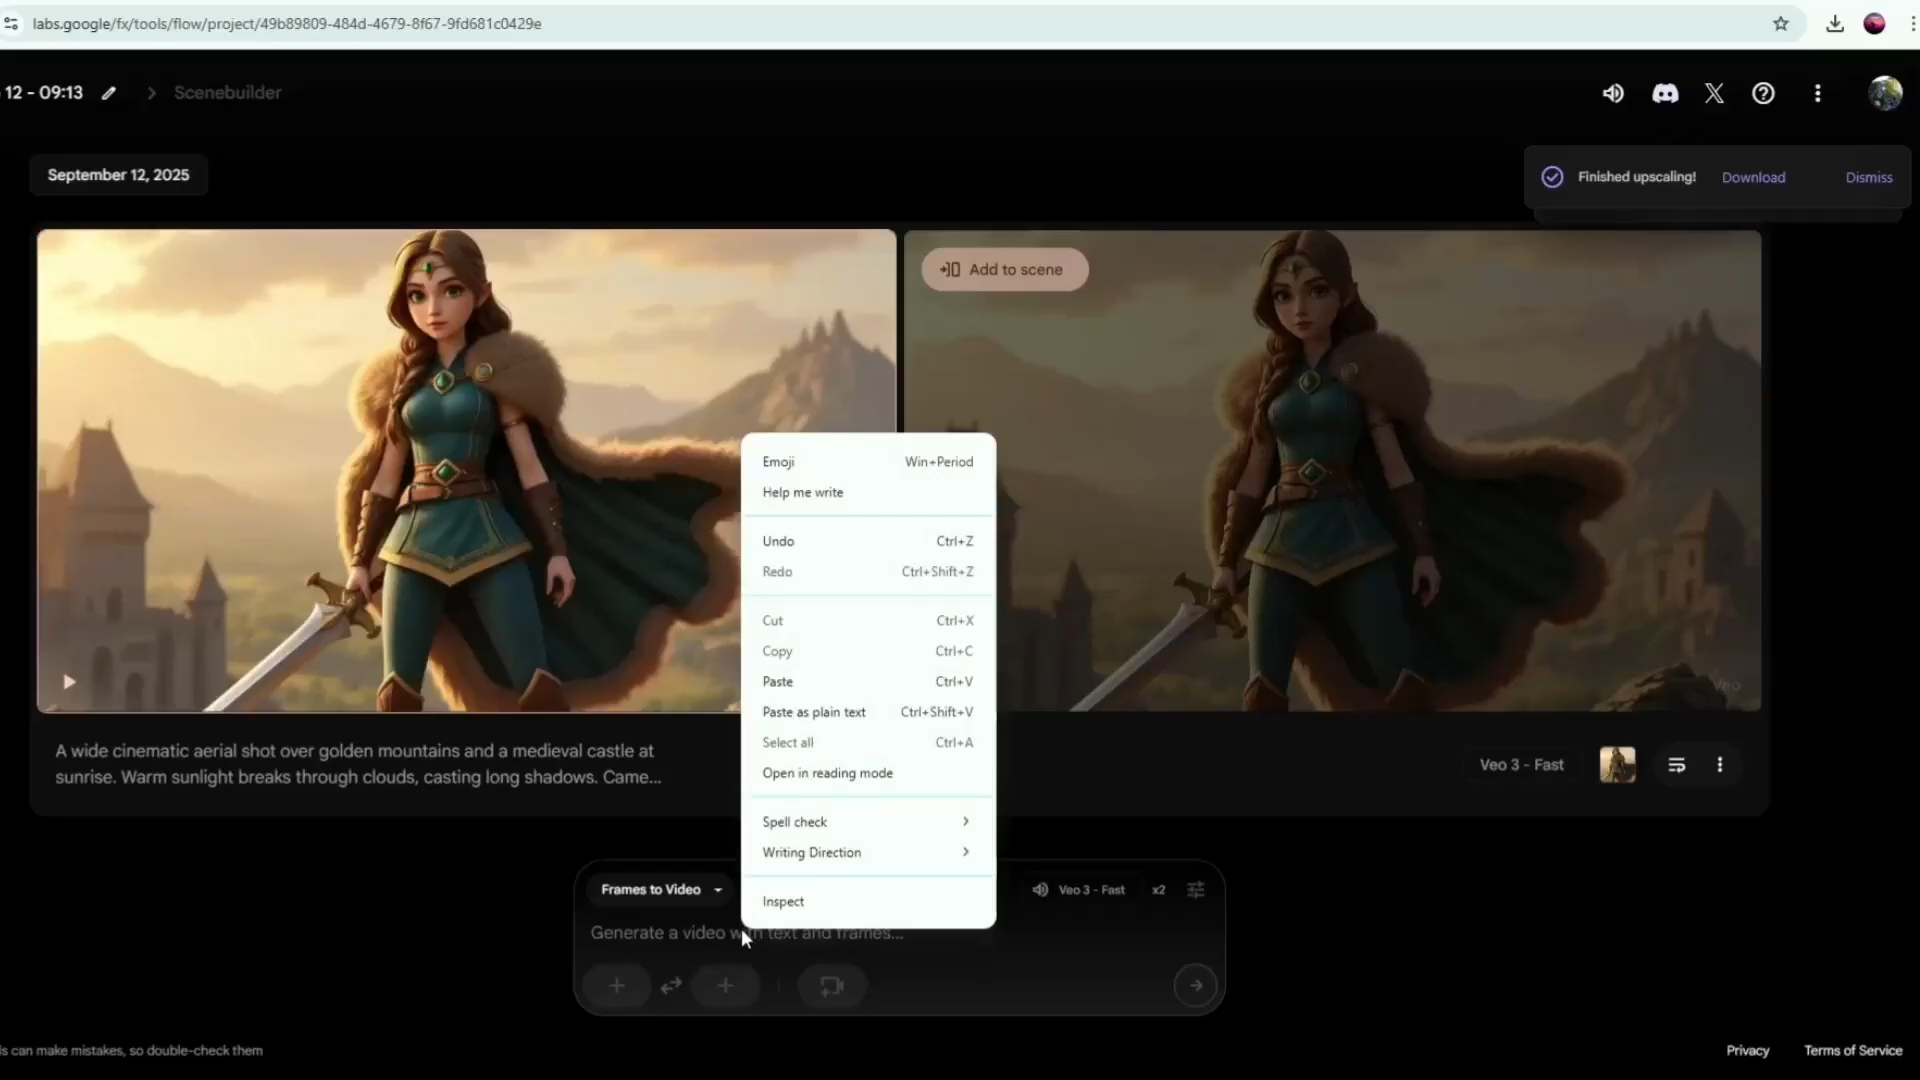 labs.google/fx/tools/flow/project/49b89809-484d-4679-8f67-9fd681c0429e
12 - 09:13
Scenebuilder
September 12, 2025
Finished upscaling! Download Dismiss
Add to scene
Emoji Win+Period
Help me write
Undo Ctrl+Z
Redo Ctrl+Shift+Z
Cut Ctrl+X
Copy Ctrl+C
Paste Ctrl+V
Paste as plain text Ctrl+Shift+V
Select all Ctrl+A
Open in reading mode
Spell check
Writing Direction
Inspect
Veo
A wide cinematic aerial shot over golden mountains and a medieval castle at
sunrise. Warm sunlight breaks through clouds, casting long shadows. Came...
Veo 3 - Fast
Frames to Video
Veo 3 - Fast x2
Generate a video with text and frames...
ls can make mistakes, so double-check them
Privacy Terms of Service